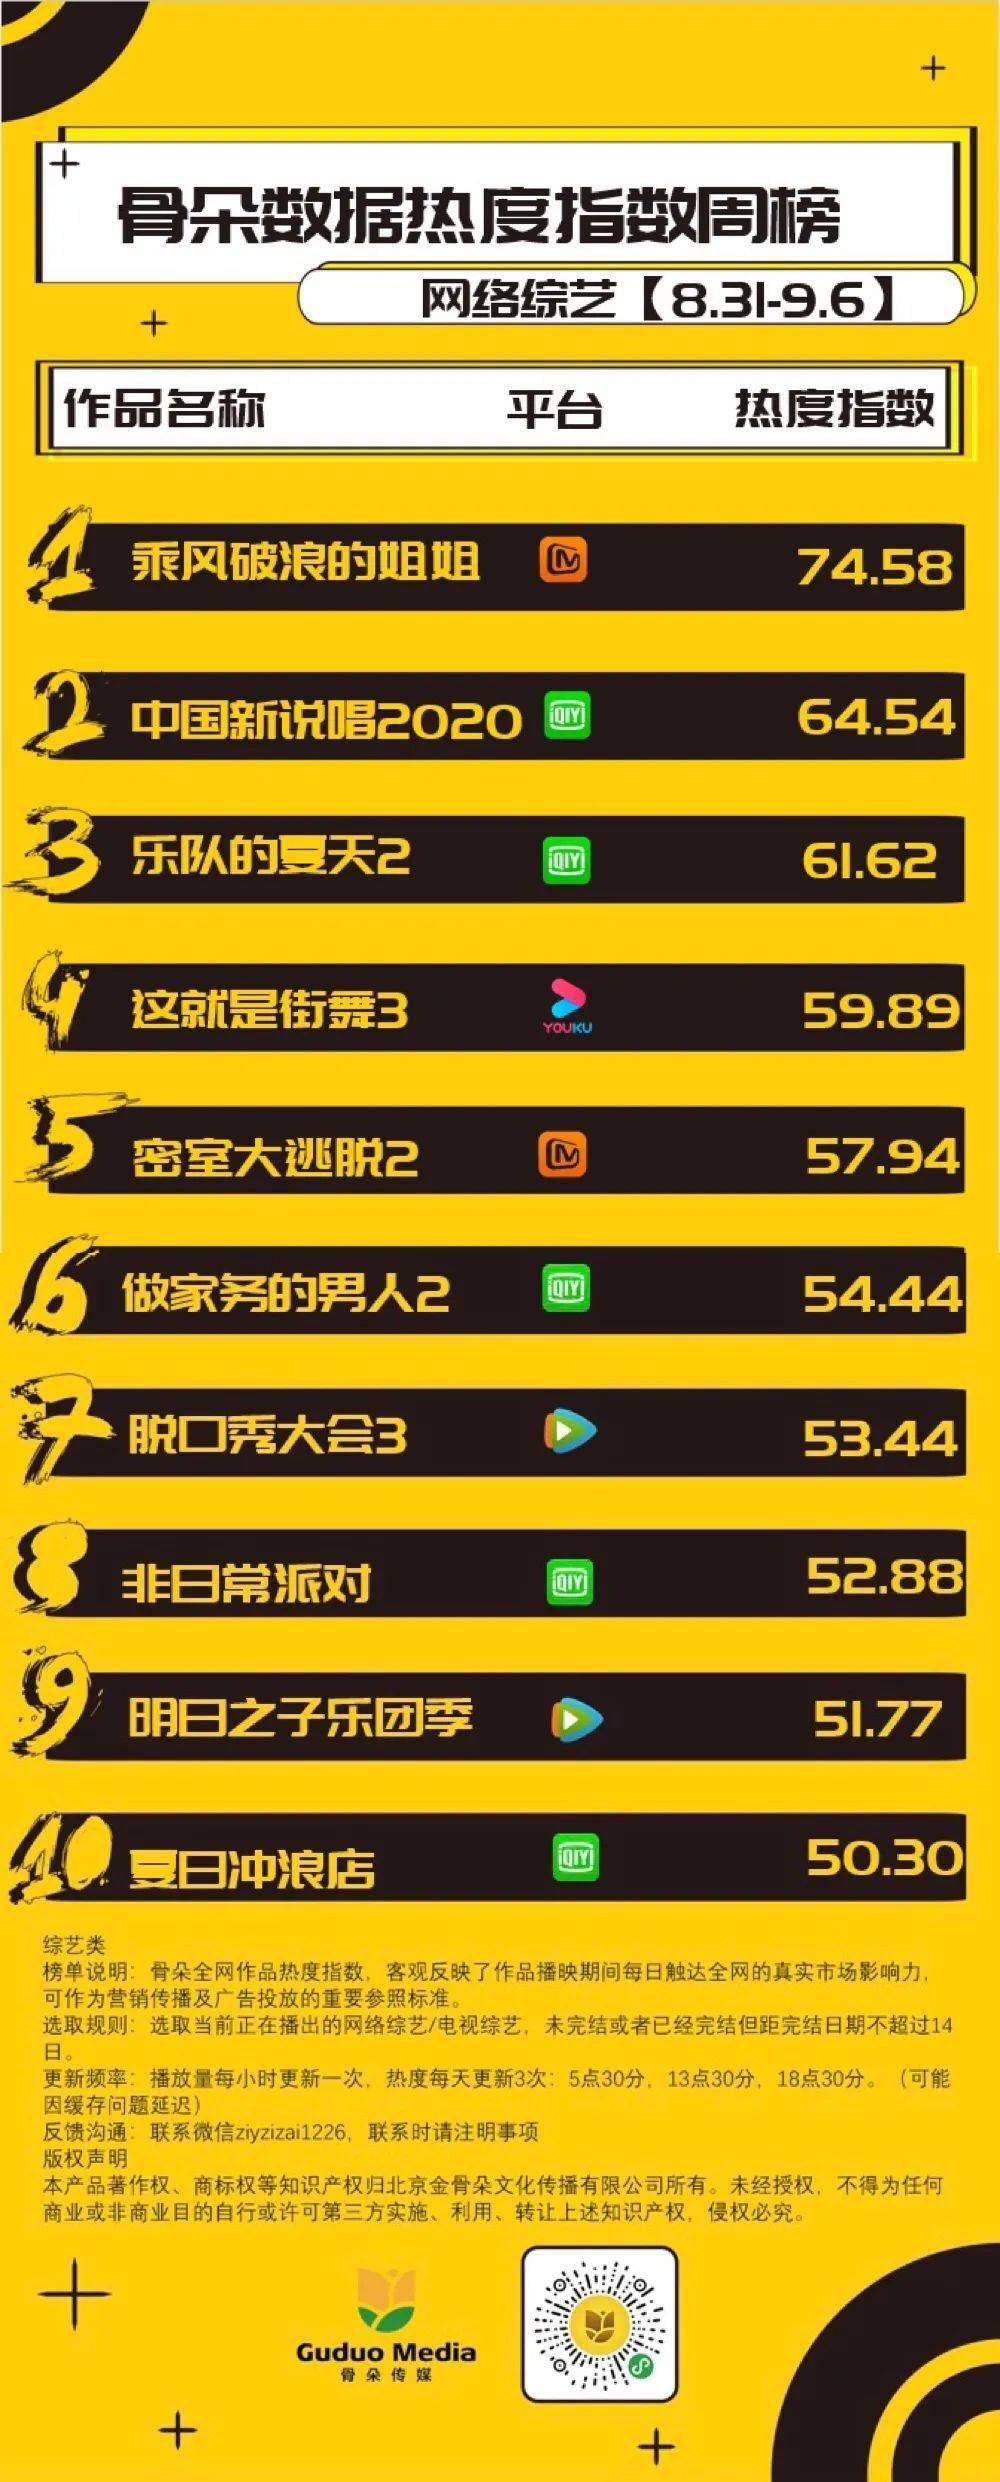 骨朵数据热度指数周榜
网络综艺【8.31-9.6】
作品名称 平台 热度指数
1 乘风破浪的姐姐 74.58
2 中国新说唱2020 iQIYI 64.54
3 乐队的夏天2 iQIYI 61.62
4 这就是街舞3 YOUKU 59.89
5 密室大逃脱2 57.94
6 做家务的男人2 iQIYI 54.44
7 脱口秀大会3 53.44
8 非日常派对 iQIYI 52.88
9 明日之子乐团季 51.77
10 夏日冲浪店 iQIYI 50.30
综艺类
榜单说明：骨朵全网作品热度指数，客观反映了作品播映期间每日触达全网的真实市场影响力，
可作为营销传播及广告投放的重要参照标准。
选取规则：选取当前正在播出的网络综艺/电视综艺，未完结或者已经完结但距完结日期不超过14
日。
更新频率：播放量每小时更新一次，热度每天更新3次：5点30分，13点30分，18点30分。（可能
因缓存问题延迟）
反馈沟通：联系微信ziyzizai1226，联系时请注明事项
版权声明
本产品著作权、商标权等知识产权归北京金骨朵文化传播有限公司所有。未经授权，不得为任何
商业或非商业目的自行或许可第三方实施、利用、转让上述知识产权，侵权必究。
Guduo Media
骨朵传媒